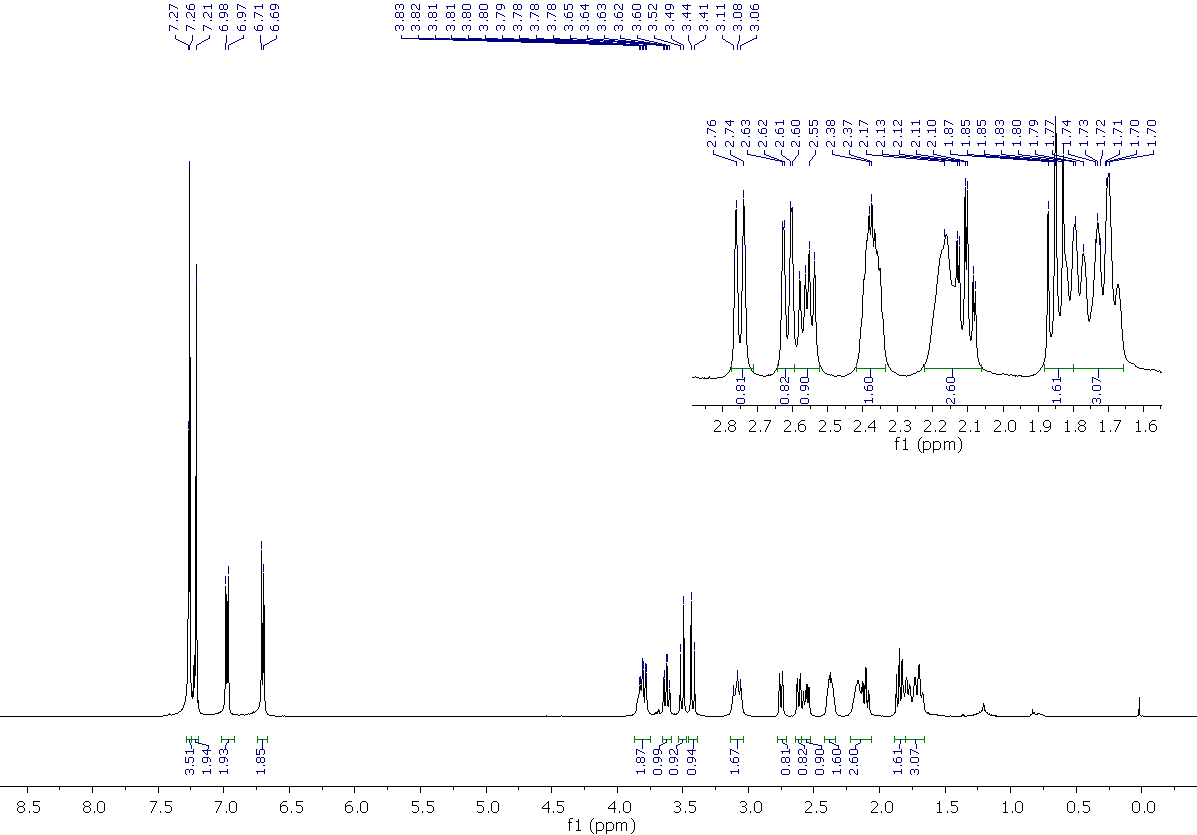 7.27 7.26 7.21 6.98 6.97 6.71 6.69 3.83 3.82 3.81 3.81 3.80 3.80 3.79 3.78 3.78 3.78 3.65 3.64 3.63 3.62 3.60 3.52 3.49 3.44 3.41 3.11 3.08 3.06
2.76 2.74 2.63 2.62 2.61 2.60 2.55 2.38 2.37 2.17 2.13 2.12 2.11 2.10 1.87 1.85 1.85 1.83 1.80 1.79 1.77 1.74 1.73 1.72 1.71 1.70 1.70
0.81 0.82 0.90 1.60 2.60 1.61 3.07
2.8 2.7 2.6 2.5 2.4 2.3 2.2 2.1 2.0 1.9 1.8 1.7 1.6
f1 (ppm)
3.51 1.94 1.93 1.85 1.87 0.99 0.92 0.94 1.67 0.81 0.82 0.90 1.60 2.60 1.61 3.07
8.5 8.0 7.5 7.0 6.5 6.0 5.5 5.0 4.5 4.0 3.5 3.0 2.5 2.0 1.5 1.0 0.5 0.0
f1 (ppm)